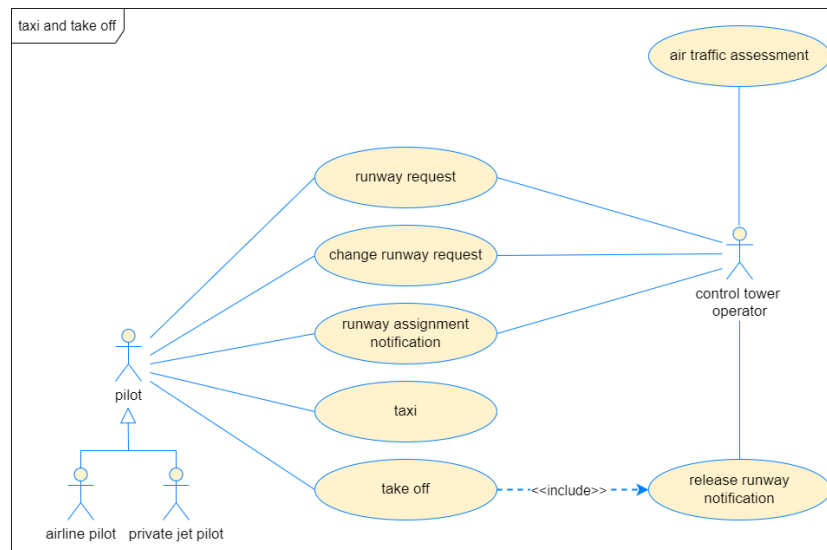 taxi and take off
air traffic assessment
runway request
change runway request
control tower
operator
runway assignment
notification
pilot
taxi
take off
<<include>>
release runway
notification
airline pilot
private jet pilot